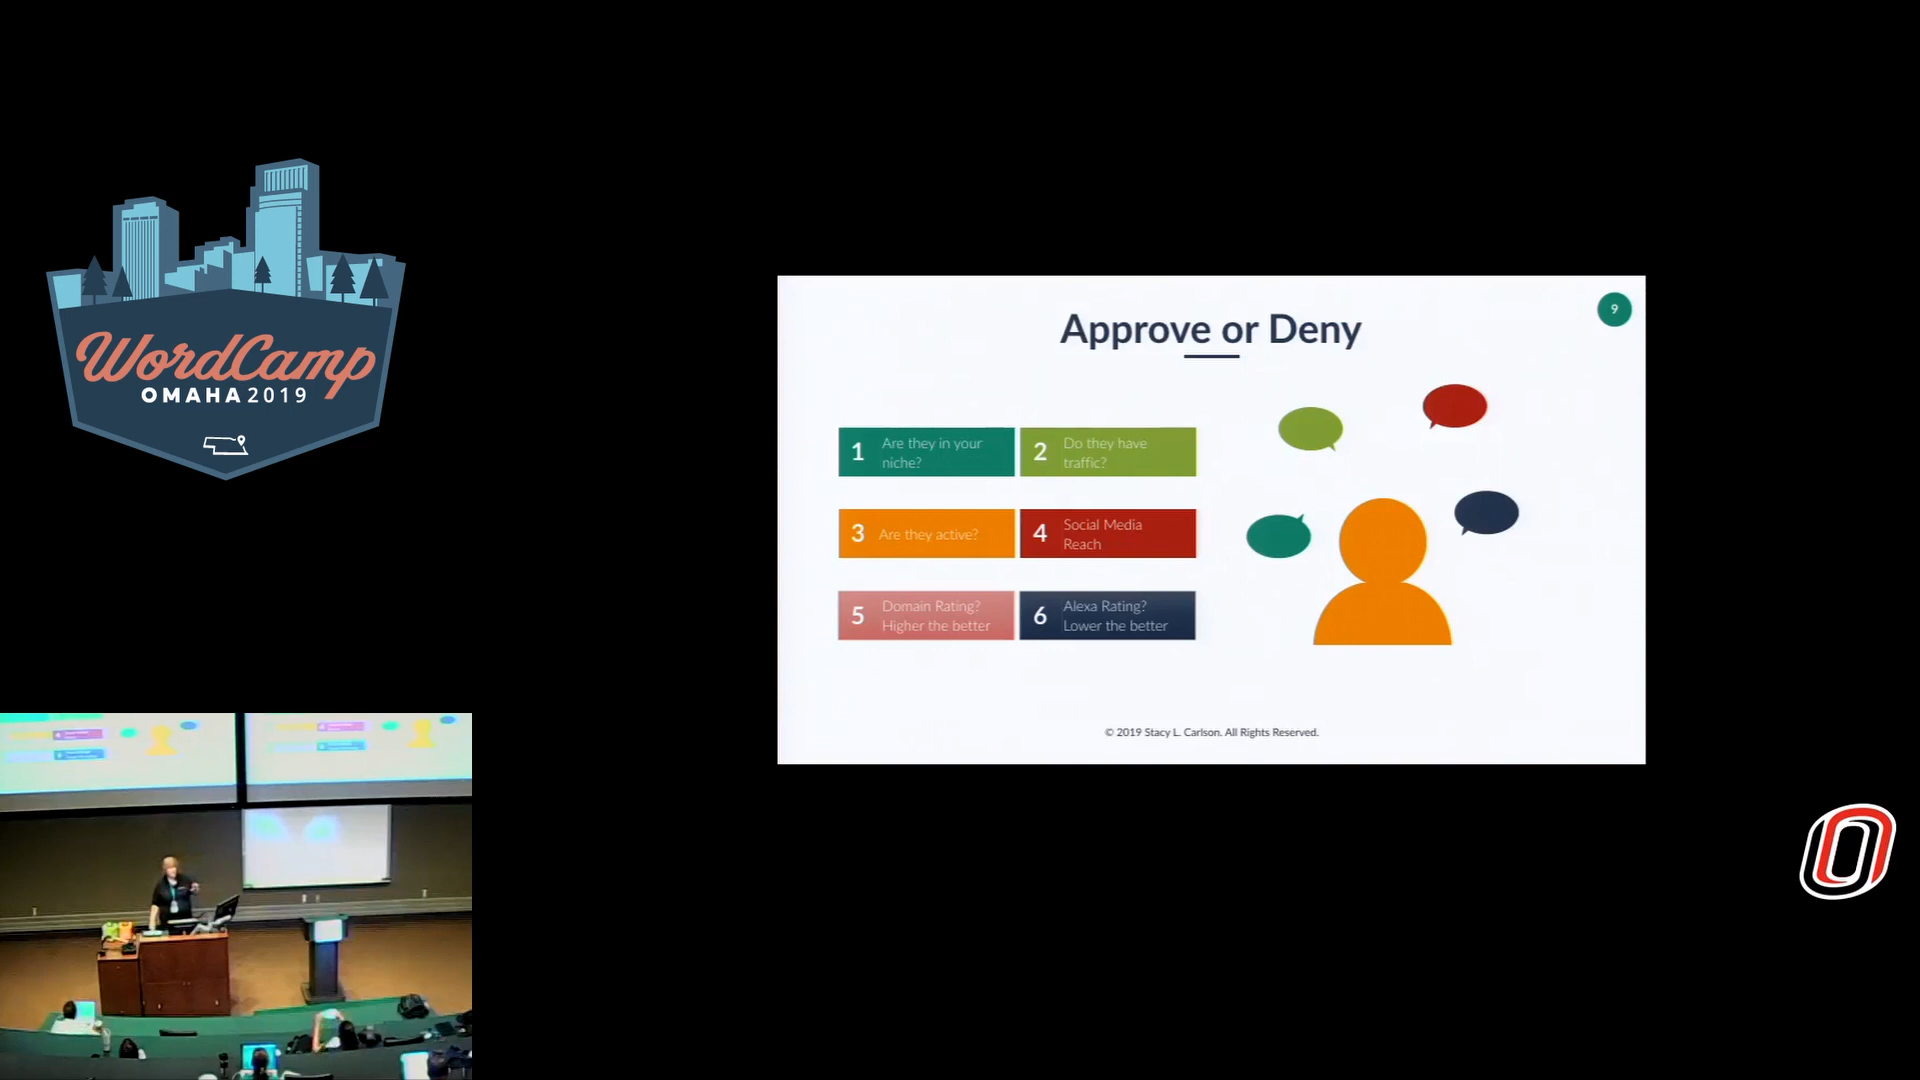 WordCamp
OMAHA 2019
9
Approve or Deny
1 Are they in your
niche?
2 Do they have
traffic?
3 Are they active?
4 Social Media
Reach
5 Domain Rating?
Higher the better
6 Alexa Rating?
Lower the better
© 2019 Stacy L. Carlson. All Rights Reserved.
O